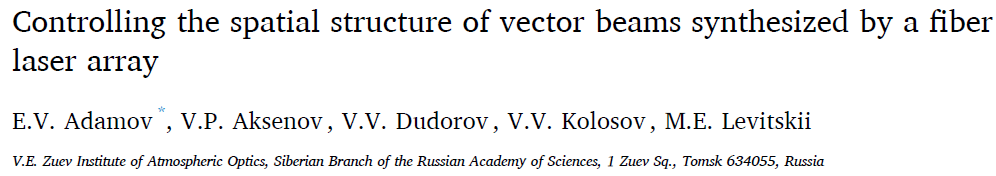 Controlling the spatial structure of vector beams synthesized by a fiber
laser array
E.V. Adamov *, V.P. Aksenov, V.V. Dudorov, V.V. Kolosov, M.E. Levitskii
V.E. Zuev Institute of Atmospheric Optics, Siberian Branch of the Russian Academy of Sciences, 1 Zuev Sq., Tomsk 634055, Russia